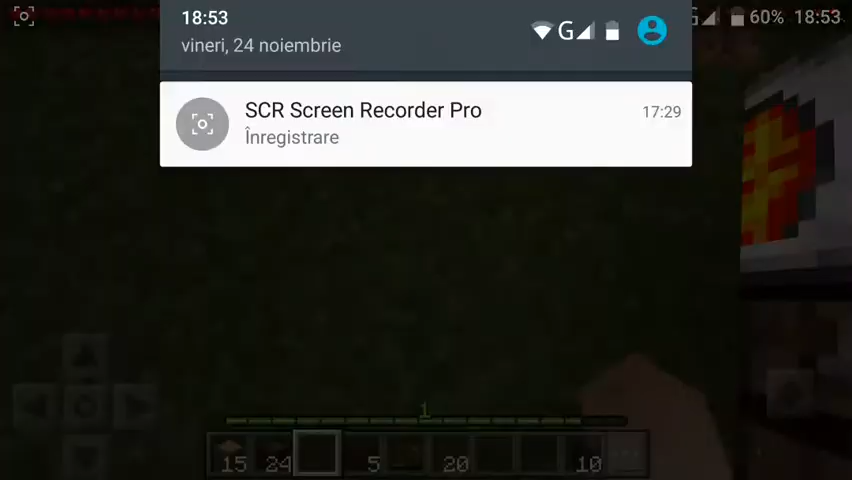 18:53
vineri, 24 noiembrie
G
G 60% 18:53
SCR Screen Recorder Pro
17:29
Înregistrare
1
15 24 5 20 10